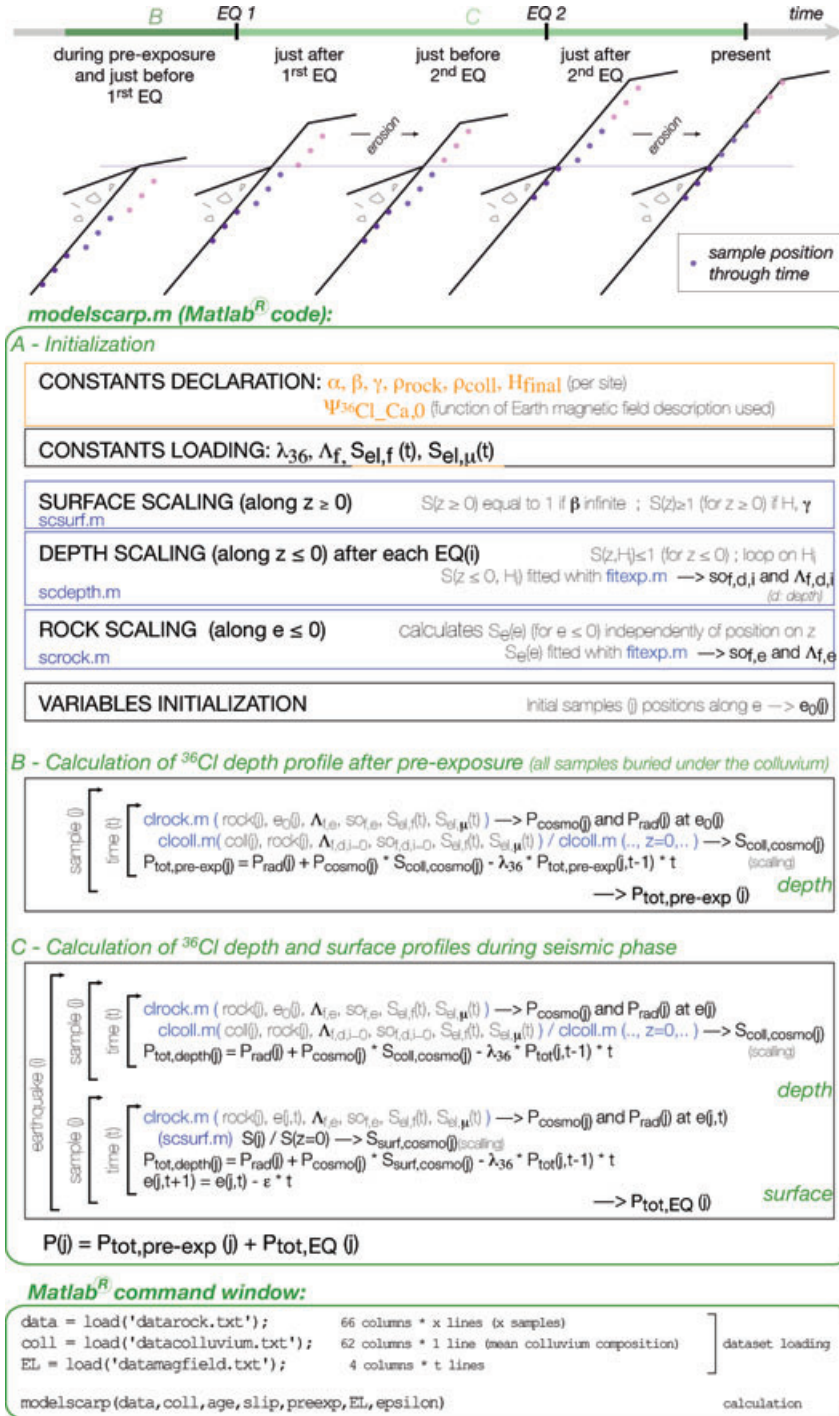 B EQ 1 C EQ 2 time
during pre-exposure and just before 1rst EQ
just after 1rst EQ
just before 2nd EQ
just after 2nd EQ
present
erosion
erosion
sample position through time
modelscarp.m (Matlab® code):
A - Initialization
CONSTANTS DECLARATION: α, β, γ, ρrock, ρcoll, Hfinal (per site)
Ψ36Cl_Ca,0 (function of Earth magnetic field description used)
CONSTANTS LOADING: λ36, Λf, Sel,f (t), Sel,μ(t)
SURFACE SCALING (along z ≥ 0) S(z ≥ 0) equal to 1 if β infinite ; S(z)≥1 (for z ≥ 0) if H, γ
scsurf.m
DEPTH SCALING (along z ≤ 0) after each EQ(i) S(z,Hi)≤1 (for z ≤ 0) ; loop on Hi
S(z ≤ 0, Hi) fitted whith fitexp.m —> sof,d,i and Λf,d,i
scdepth.m (d: depth)
ROCK SCALING (along e ≤ 0) calculates Se(e) (for e ≤ 0) independently of position on z
scrock.m Se(e) fitted whith fitexp.m —> sof,e and Λf,e
VARIABLES INITIALIZATION Initial samples (j) positions along e —> e0(j)
B - Calculation of 36Cl depth profile after pre-exposure (all samples buried under the colluvium)
sample (j)
time (t)
clrock.m ( rock(j), e0(j), Λf,e, sof,e, Sel,f(t), Sel,μ(t) ) —> Pcosmo(j) and Prad(j) at e0(j)
clcoll.m ( coll(j), rock(j), Λf,d,i=0, sof,d,i=0, Sel,f(t), Sel,μ(t) ) / clcoll.m (.., z=0,.. ) —> Scoll,cosmo(j)
(scaling)
Ptot,pre-exp(j) = Prad(j) + Pcosmo(j) * Scoll,cosmo(j) - λ36* Ptot,pre-exp(j,t-1) * t
—> Ptot,pre-exp (j)
depth
C - Calculation of 36Cl depth and surface profiles during seismic phase
earthquake (i)
sample (j)
time (t)
clrock.m ( rock(j), e0(j), Λf,e, sof,e, Sel,f(t), Sel,μ(t) ) —> Pcosmo(j) and Prad(j) at e(j)
clcoll.m( coll(j), rock(j), Λf,d,i=0, sof,d,i=0, Sel,f(t), Sel,μ(t) ) / clcoll.m (.., z=0,.. ) —> Scoll,cosmo(j)
(scaling)
Ptot,depth(j) = Prad(j) + Pcosmo(j) * Scoll,cosmo(j) - λ36* Ptot(j,t-1) * t
depth
sample (j)
time (t)
clrock.m ( rock(j), e(j,t), Λf,e, sof,e, Sel,f(t), Sel,μ(t) ) —> Pcosmo(j) and Prad(j) at e(j,t)
(scsurf.m) S(j) / S(z=0) —> Ssurf,cosmo(j)(scaling)
Ptot,depth(j) = Prad(j) + Pcosmo(j) * Ssurf,cosmo(j) - λ36* Ptot(j,t-1) * t
e(j,t+1) = e(j,t) - ε * t
—> Ptot,EQ (j)
surface
P(j) = Ptot,pre-exp (j) + Ptot,EQ (j)
Matlab® command window:
data = load('datarock.txt'); 66 columns * x lines (x samples)
coll = load('datacolluvium.txt'); 62 columns * 1 line (mean colluvium composition) dataset loading
EL = load('datamagfield.txt'); 4 columns * t lines
modelscarp(data,coll,age,slip,preexp,EL,epsilon) calculation